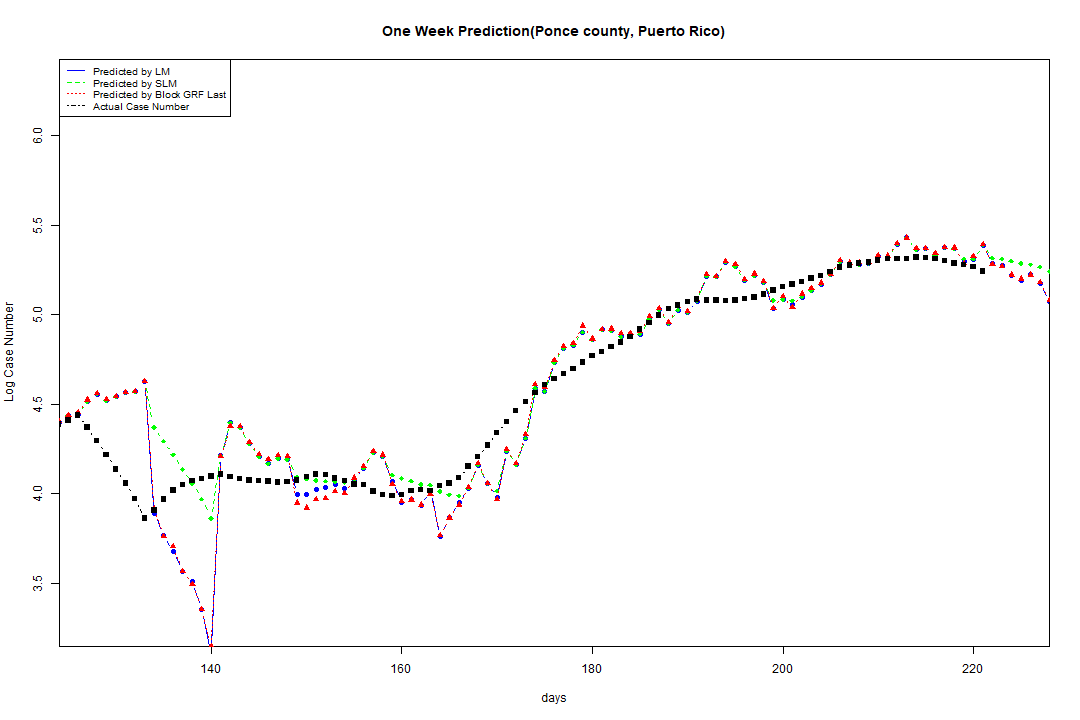 One Week Prediction(Ponce county, Puerto Rico)
Predicted by LM
Predicted by SLM
Predicted by Block GRF Last
Actual Case Number
Log Case Number
6.0
5.5
5.0
4.5
4.0
3.5
140 160 180 200 220
days